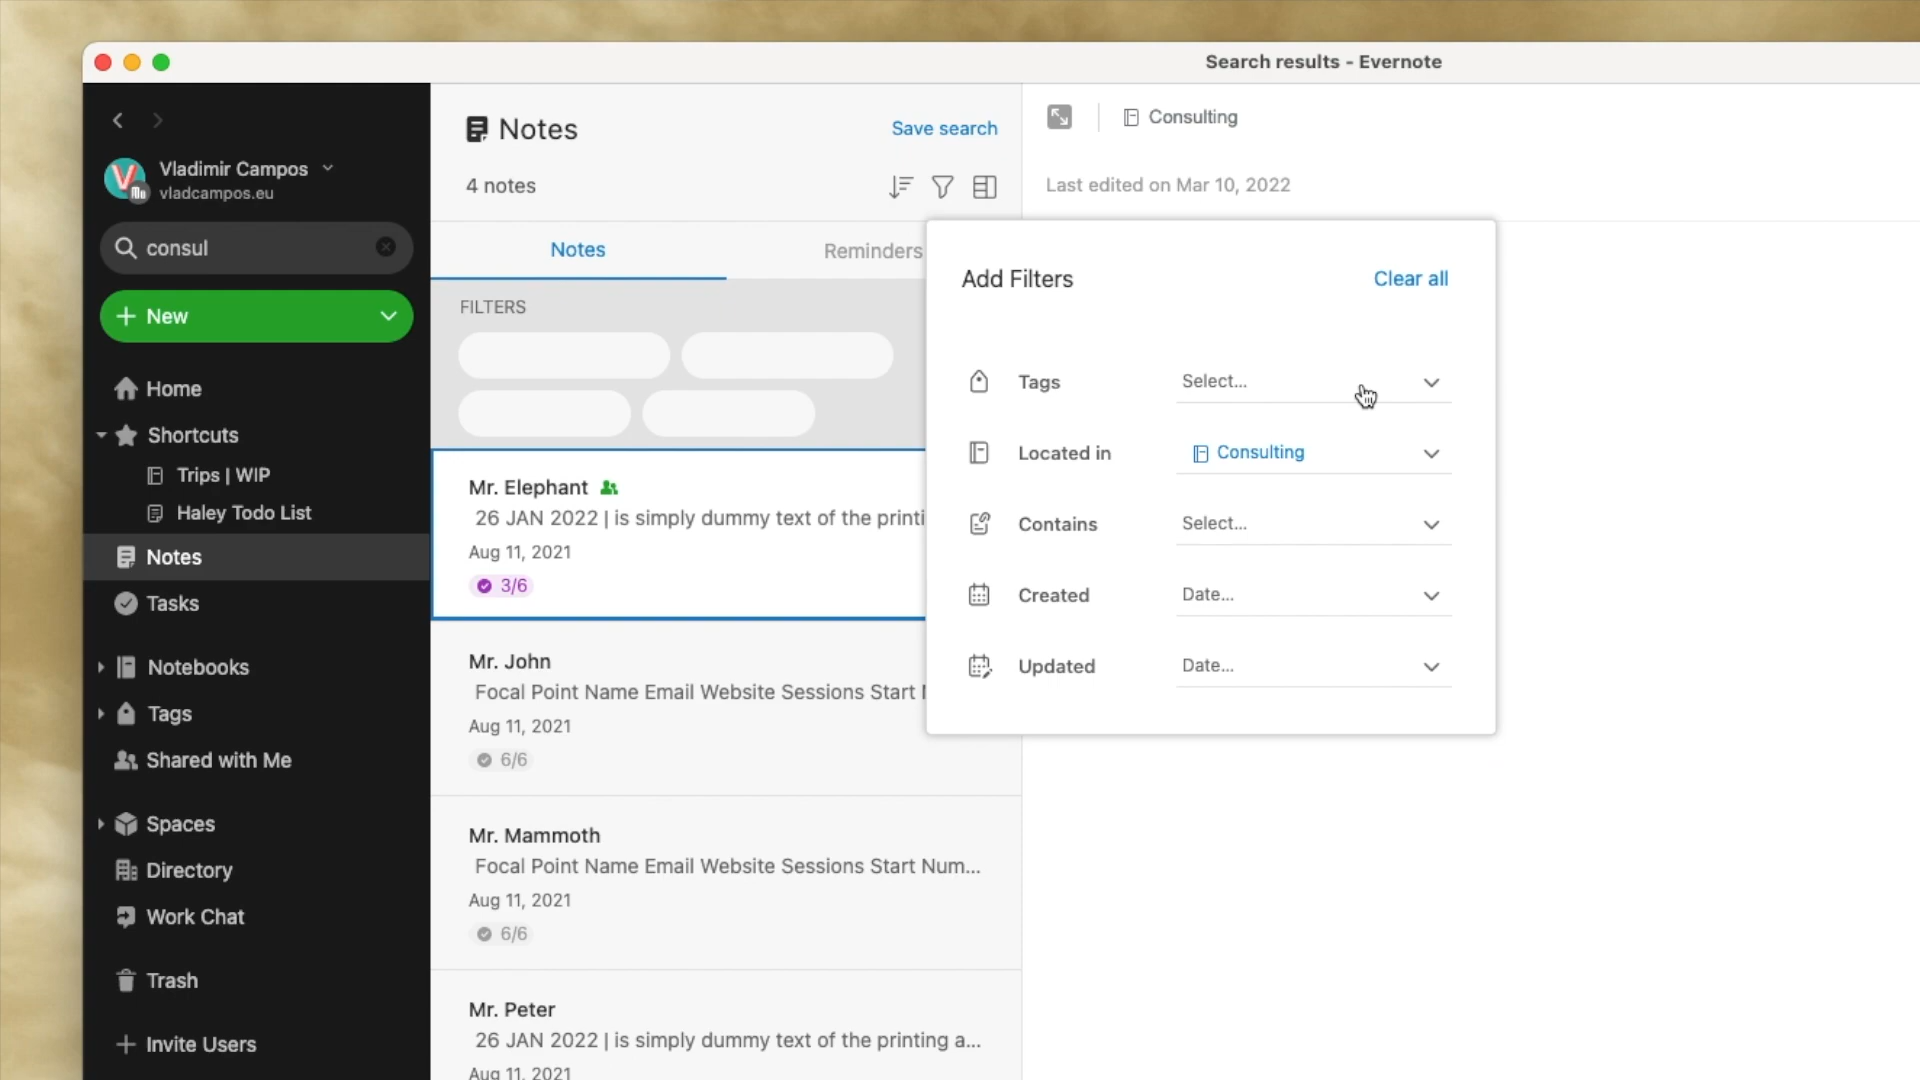 Search results - Evernote
Vladimir Campos
vladcampos.eu
consul
New
Home
Shortcuts
Trips | WIP
Haley Todo List
Notes
Tasks
Notebooks
Tags
Shared with Me
Spaces
Directory
Work Chat
Trash
Invite Users
Notes
Save search
4 notes
Notes
Reminders
FILTERS
Mr. Elephant
26 JAN 2022 | is simply dummy text of the printi
Aug 11, 2021
3/6
Mr. John
Focal Point Name Email Website Sessions Start
Aug 11, 2021
6/6
Mr. Mammoth
Focal Point Name Email Website Sessions Start Num...
Aug 11, 2021
6/6
Mr. Peter
26 JAN 2022 | is simply dummy text of the printing a...
Aug 11, 2021
Consulting
Last edited on Mar 10, 2022
Add Filters
Clear all
Tags
Select...
Located in
Consulting
Contains
Select...
Created
Date...
Updated
Date...